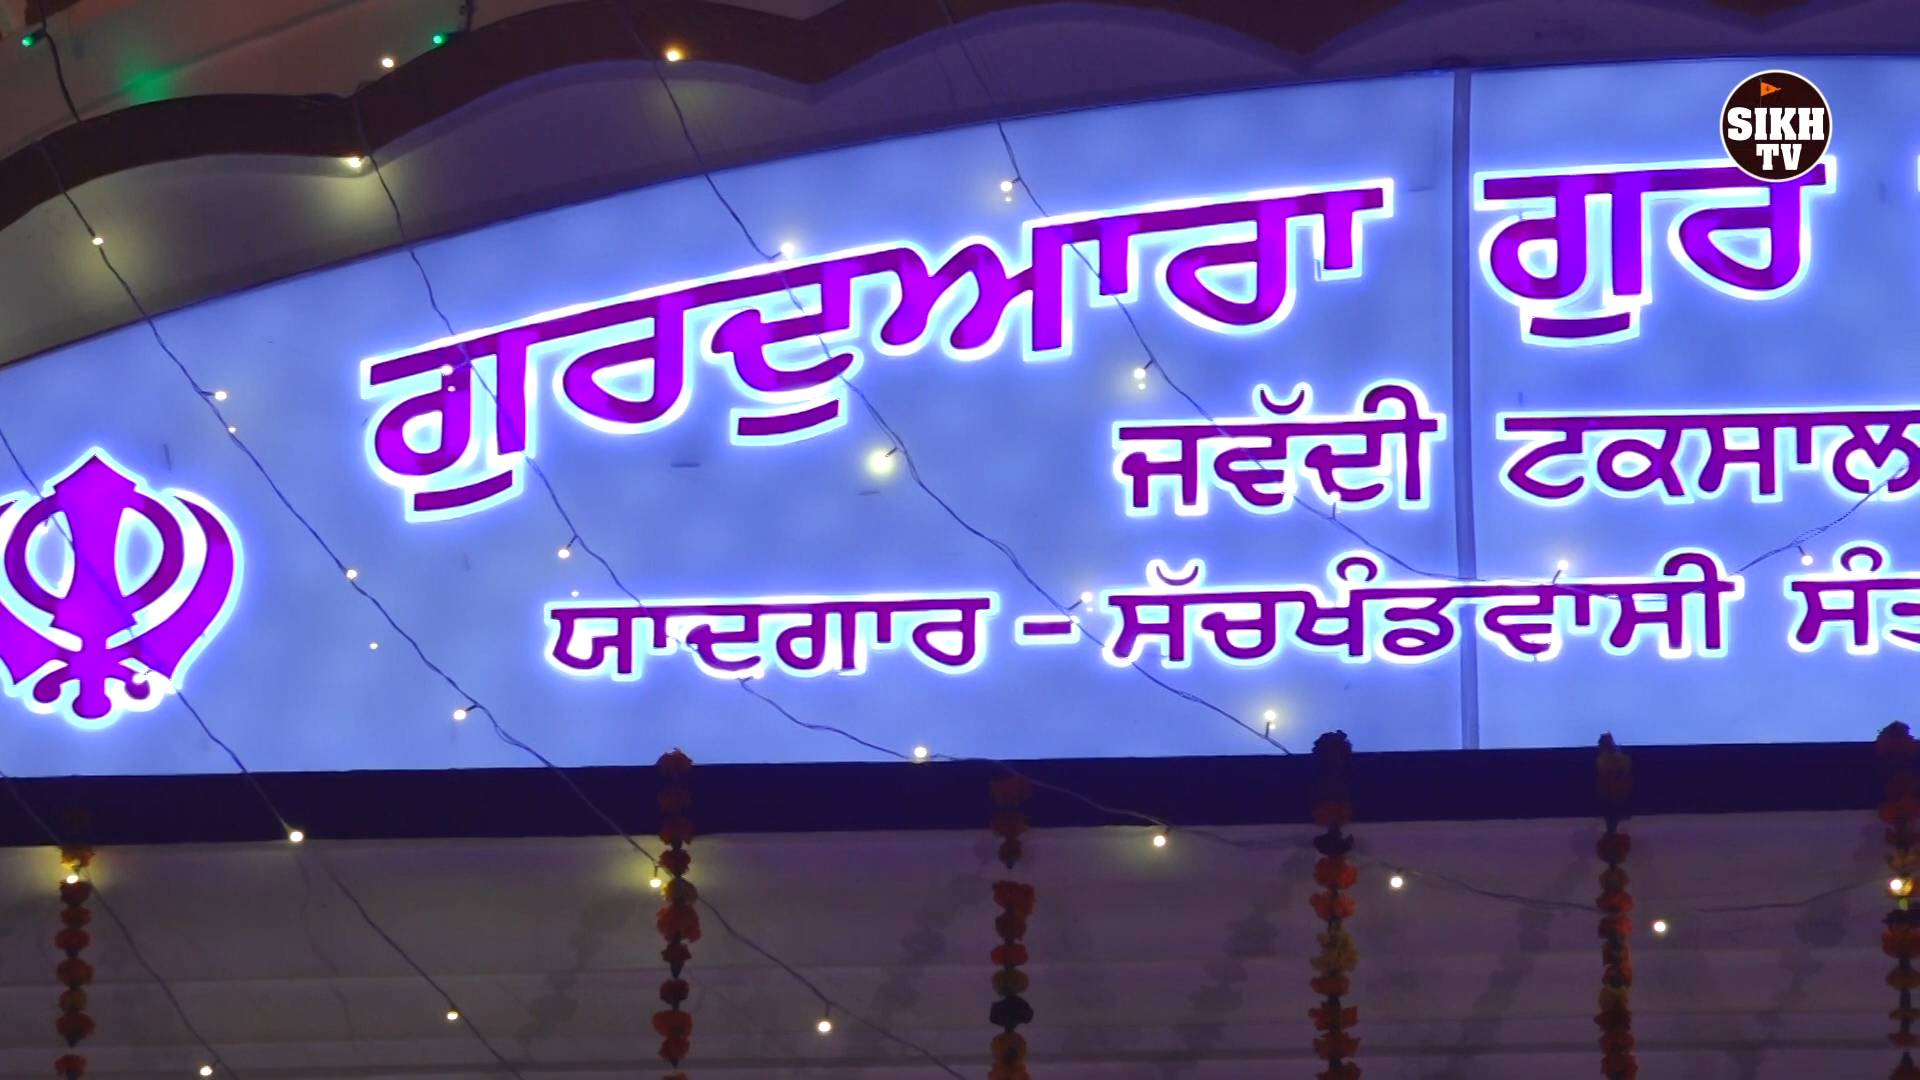 ਗੁਰਦੁਆਰਾ ਗੁਰ
ਜਵੱਦੀ ਟਕਸਾਲ
ਯਾਦਗਾਰ - ਸੱਚਖੰਡਵਾਸੀ
SIKH
TV